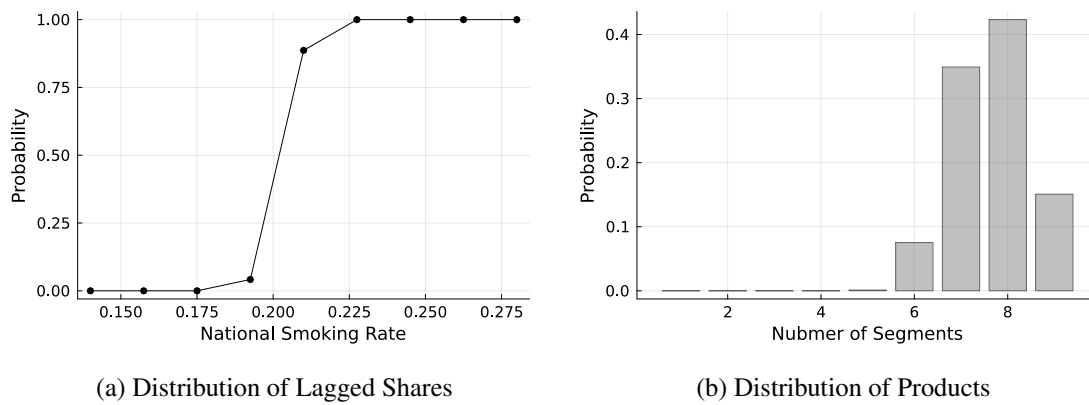 Probability
1.00
0.75
0.50
0.25
0.00
0.150 0.175 0.200 0.225 0.250 0.275
National Smoking Rate
(a) Distribution of Lagged Shares
Probability
0.4
0.3
0.2
0.1
0.0
2 4 6 8
Nubmer of Segments
(b) Distribution of Products